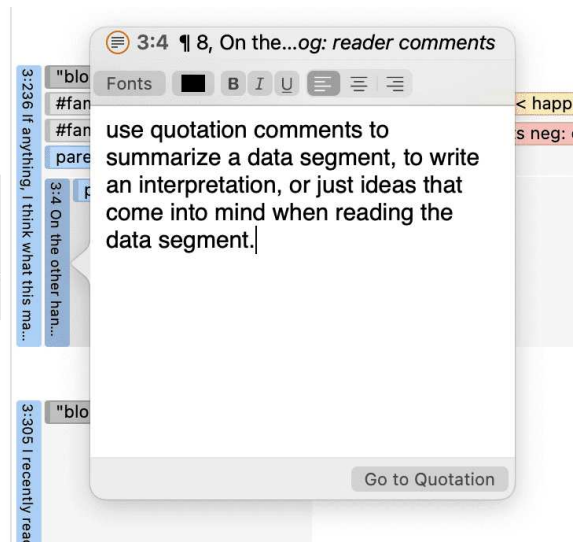 3:4 ¶ 8, On the...og: reader comments
Fonts B I U
use quotation comments to
summarize a data segment, to write
an interpretation, or just ideas that
come into mind when reading the
data segment.
Go to Quotation
3:236 If anything, I think what this ma...
"blo
#fan
#fan
pare
3:4 On the other han...
< happ
s neg:
3:305 I recently rea
"blo